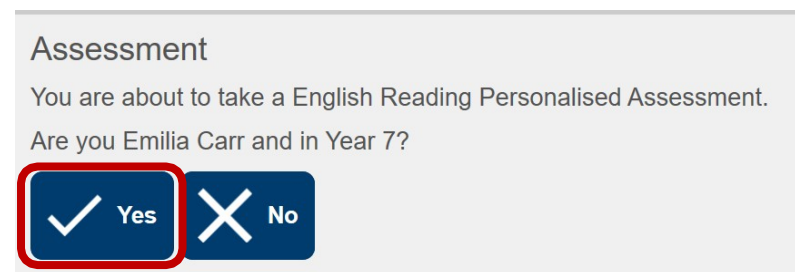 Assessment
You are about to take a English Reading Personalised Assessment.
Are you Emilia Carr and in Year 7?
Yes No